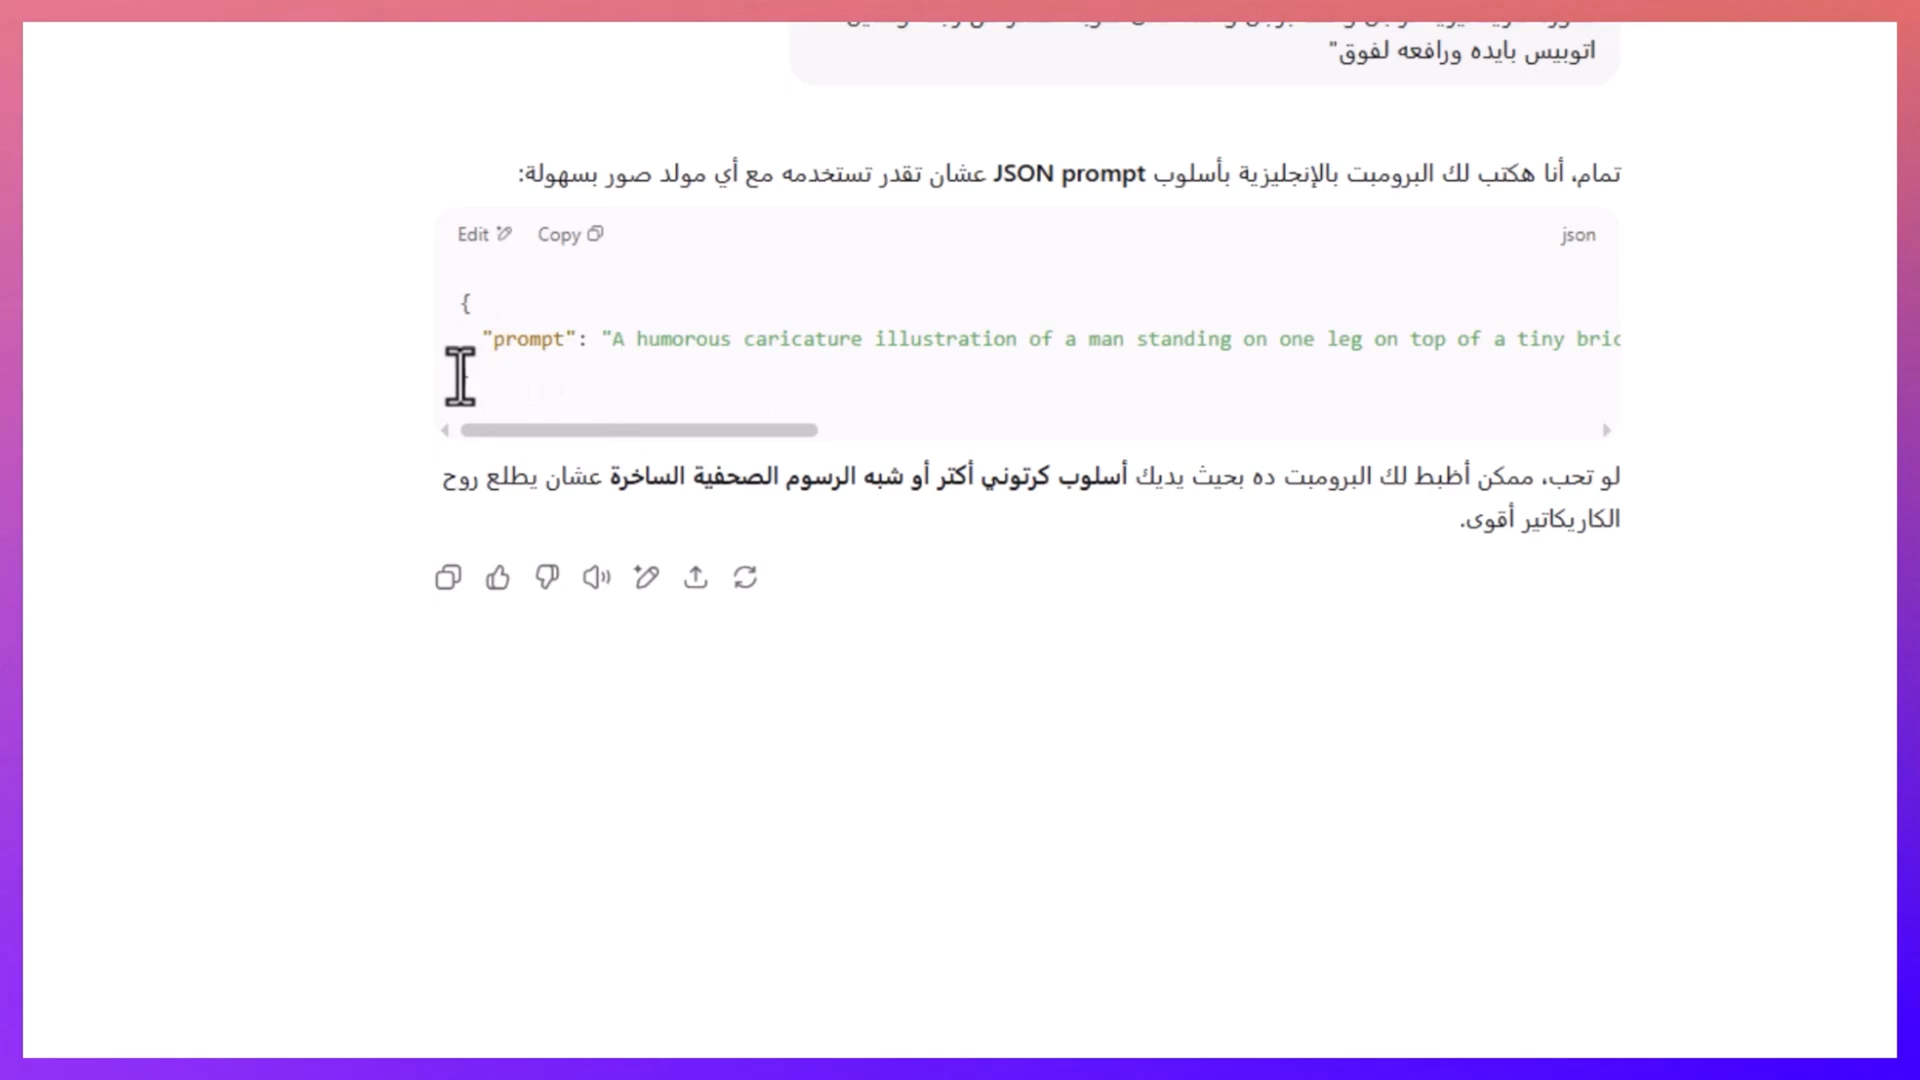 اتوبيس بايده ورافعه لفوق"
تمام، أنا هكتب لك البرومبت بالإنجليزية بأسلوب JSON prompt عشان تقدر تستخدمه مع أي مولد صور بسهولة:
Edit Copy json
{
"prompt": "A humorous caricature illustration of a man standing on one leg on top of a tiny bric
لو تحب، ممكن أظبط لك البرومبت ده بحيث يديك أسلوب كرتوني أكتر أو شبه الرسوم الصحفية الساخرة عشان يطلع روح
الكاريكاتير أقوى.